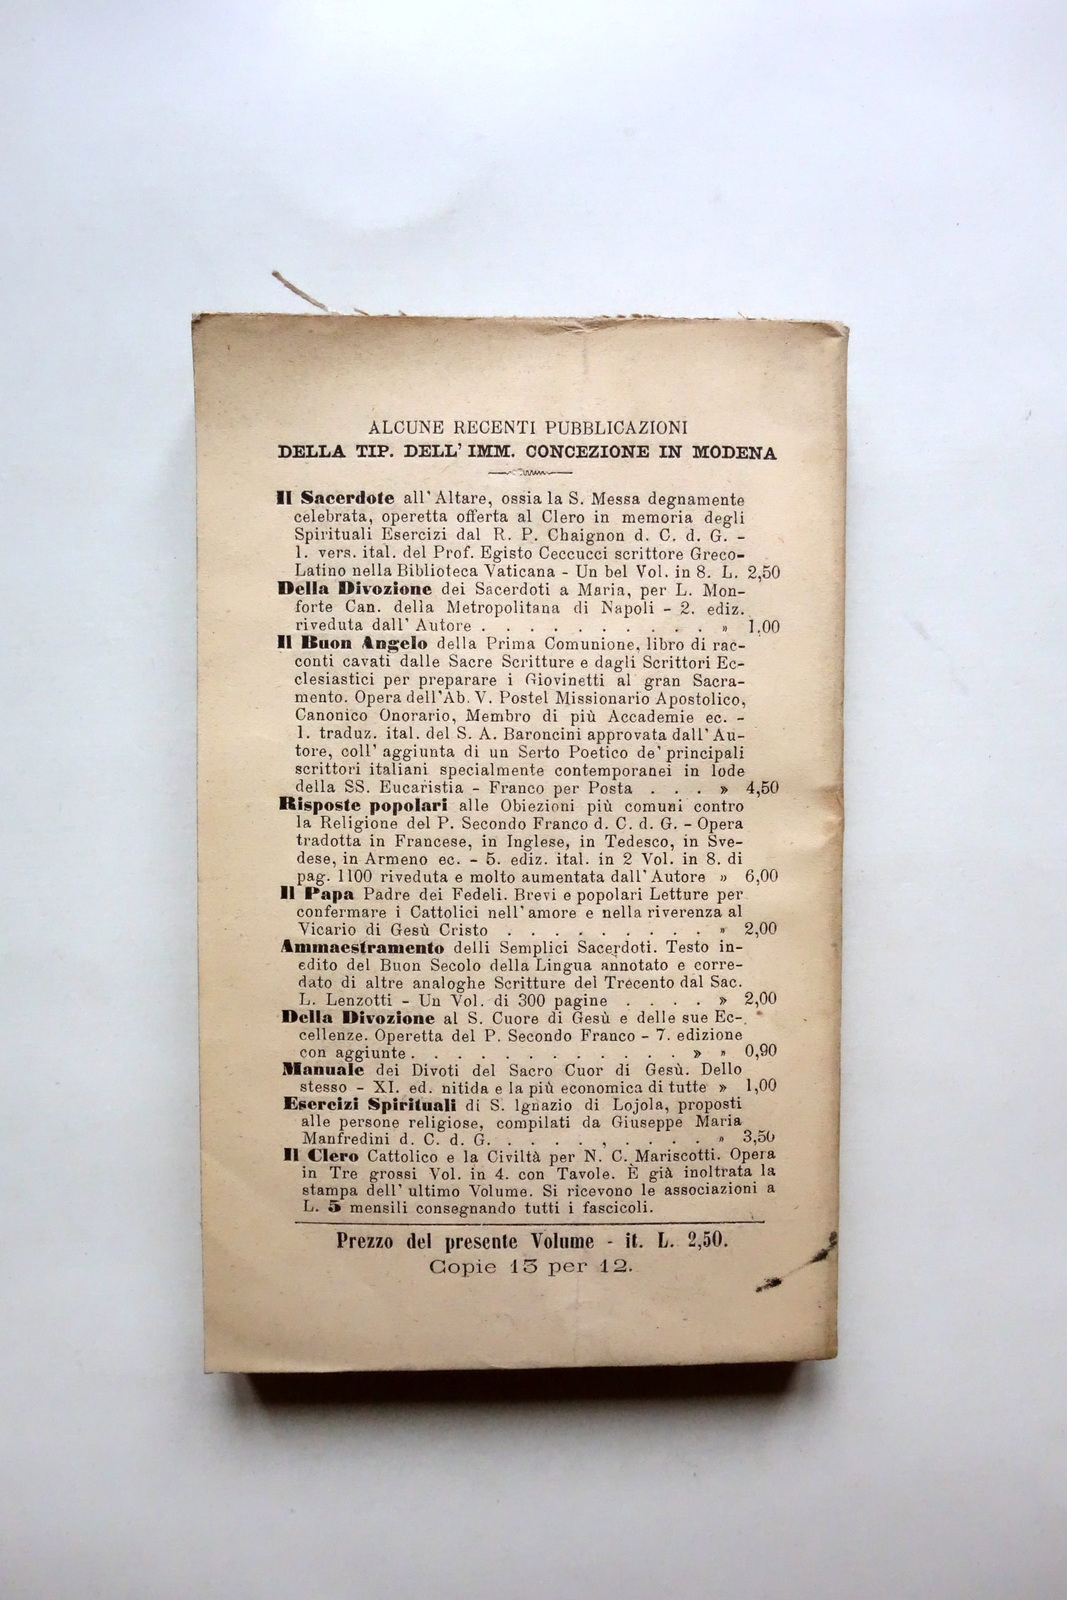 ALCUNE RECENTI PUBBLICAZIONI
DELLA TIP. DELL' IMM. CONCEZIONE IN MODENA
Il Sacerdote all' Altare, ossia la S. Messa degnamente
celebrata, operetta offerta al Clero in memoria degli
Spirituali Esercizi dal R. P. Chaignon d. C. d. G. -
1. vers. ital. del Prof. Egisto Ceccucci scrittore Greco-
Latino nella Biblioteca Vaticana - Un bel Vol. in 8. L. 2,50
Della Divozione dei Sacerdoti a Maria, per L. Mon-
forte Can. della Metropolitana di Napoli - 2. ediz.
riveduta dall' Autore . . . . . . . . . . » 1,00
Il Buon Angelo della Prima Comunione, libro di rac-
conti cavati dalle Sacre Scritture e dagli Scrittori Ec-
clesiastici per preparare i Giovinetti al gran Sacra-
mento. Opera dell'Ab. V. Postel Missionario Apostolico,
Canonico Onorario, Membro di più Accademie ec. -
1. traduz. ital. del S. A. Baroncini approvata dall' Au-
tore, coll' aggiunta di un Serto Poetico de' principali
scrittori italiani specialmente contemporanei in lode
della SS. Eucaristia - Franco per Posta . . . » 4,50
Risposte popolari alle Obiezioni più comuni contro
la Religione del P. Secondo Franco d. C. d. G. - Opera
tradotta in Francese, in Inglese, in Tedesco, in Sve-
dese, in Armeno ec. - 5. ediz. ital. in 2 Vol. in 8. di
pag. 1100 riveduta e molto aumentata dall' Autore » 6,00
Il Papa Padre dei Fedeli. Brevi e popolari Letture per
confermare i Cattolici nell' amore e nella riverenza al
Vicario di Gesù Cristo . . . . . . . . . » 2,00
Ammaestramento delli Semplici Sacerdoti. Testo in-
edito del Buon Secolo della Lingua annotato e corre-
dato di altre analoghe Scritture del Trecento dal Sac.
L. Lenzotti - Un Vol. di 300 pagine . . . . » 2,00
Della Divozione al S. Cuore di Gesù e delle sue Ec-
cellenze. Operetta del P. Secondo Franco - 7. edizione
con aggiunte . . . . . . . . . . . . » » 0,90
Manuale dei Divoti del Sacro Cuor di Gesù. Dello
stesso - XI. ed. nitida e la più economica di tutte » 1,00
Esercizi Spirituali di S. Ignazio di Lojola, proposti
alle persone religiose, compilati da Giuseppe Maria
Manfredini d. C. d. G. . . . . , . . . . » 3,50
Il Clero Cattolico e la Civiltà per N. C. Mariscotti. Opera
in Tre grossi Vol. in 4. con Tavole. È già inoltrata la
stampa dell' ultimo Volume. Si ricevono le associazioni a
L. 5 mensili consegnando tutti i fascicoli.
Prezzo del presente Volume - it. L. 2,50.
Copie 13 per 12.